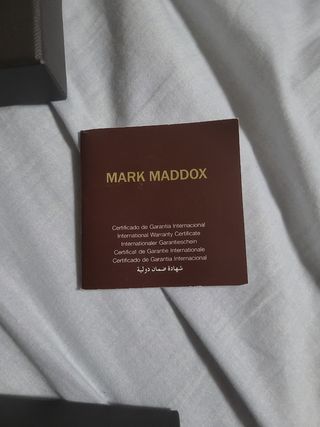 MARK MADDOX
Certificado de Garantía Internacional
International Warranty Certificate
Internationaler Garantieschein
Certificat de Garantie Internationale
Certificado de Garantia Internacional
شهادة ضمان دولية